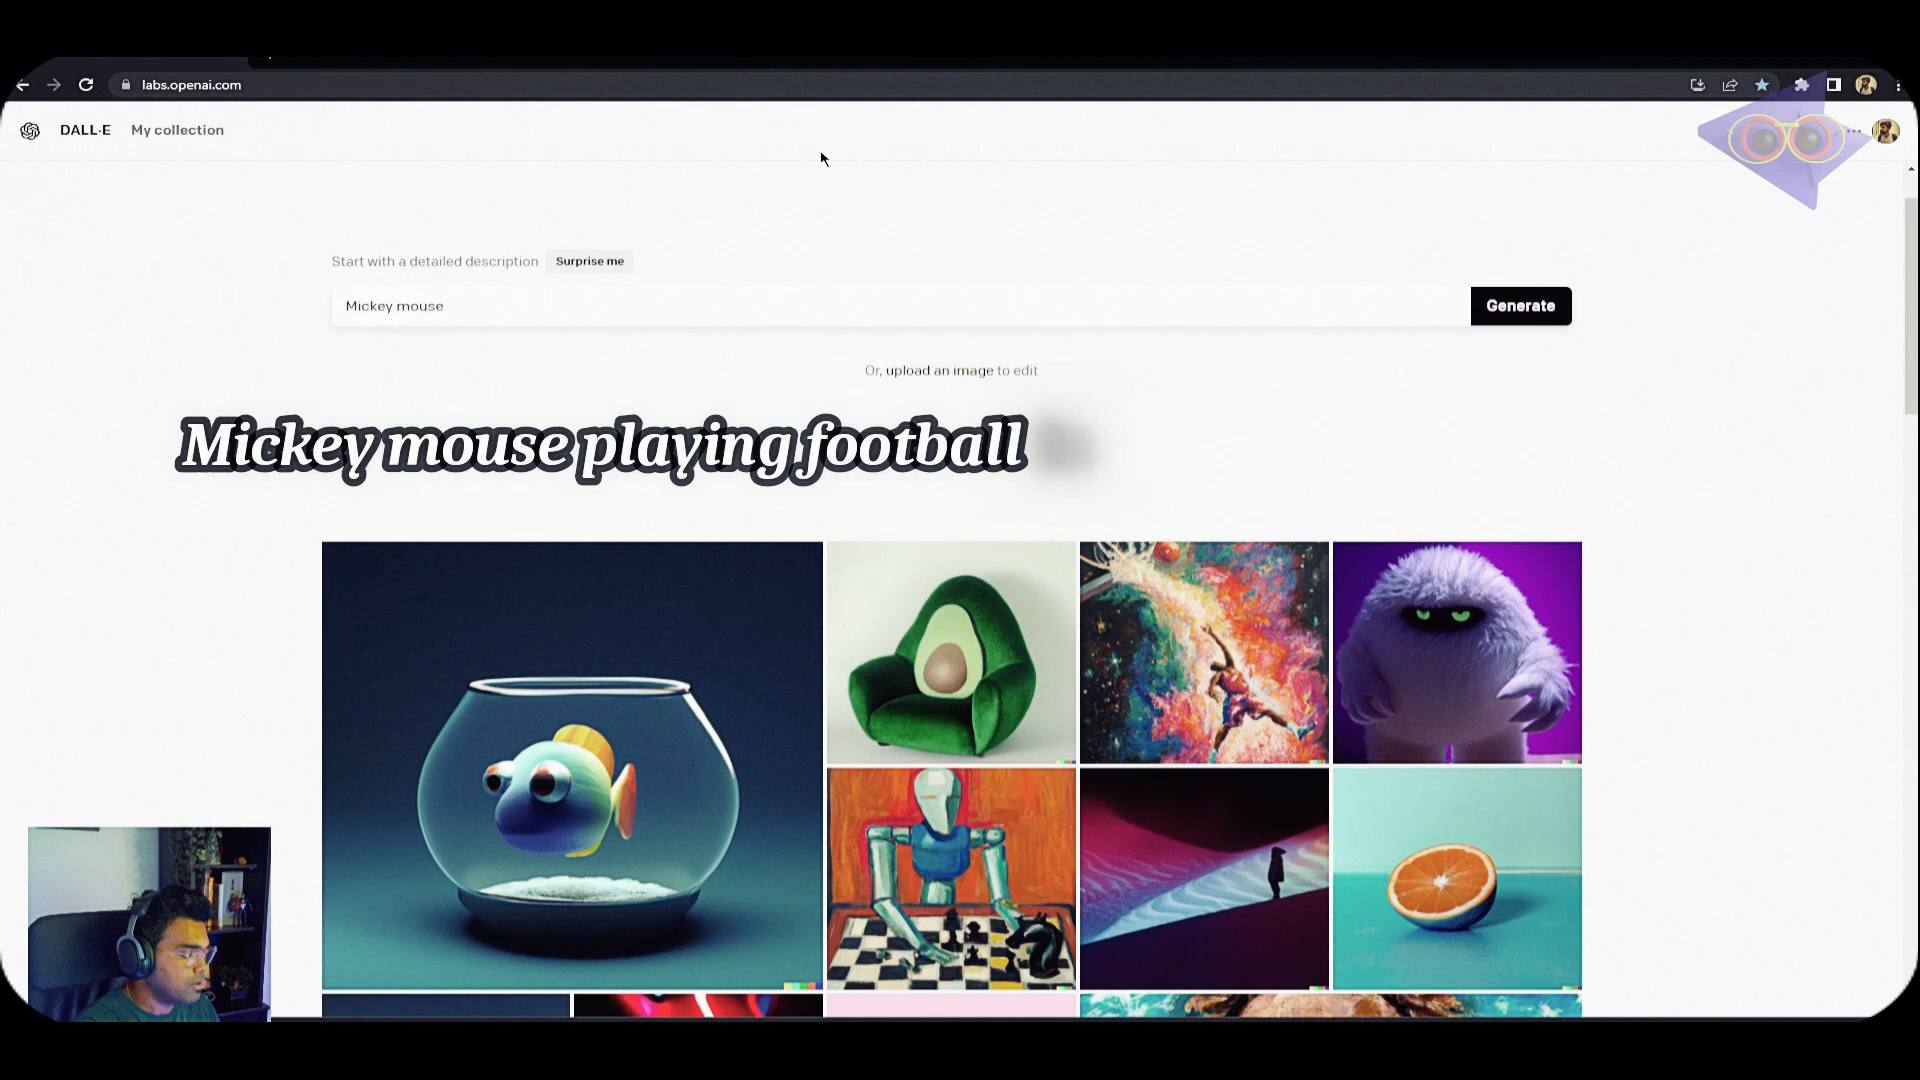 labs.openai.com
DALL·E My collection
Start with a detailed description Surprise me
Mickey mouse Generate
Or, upload an image to edit
Mickey mouse playing football